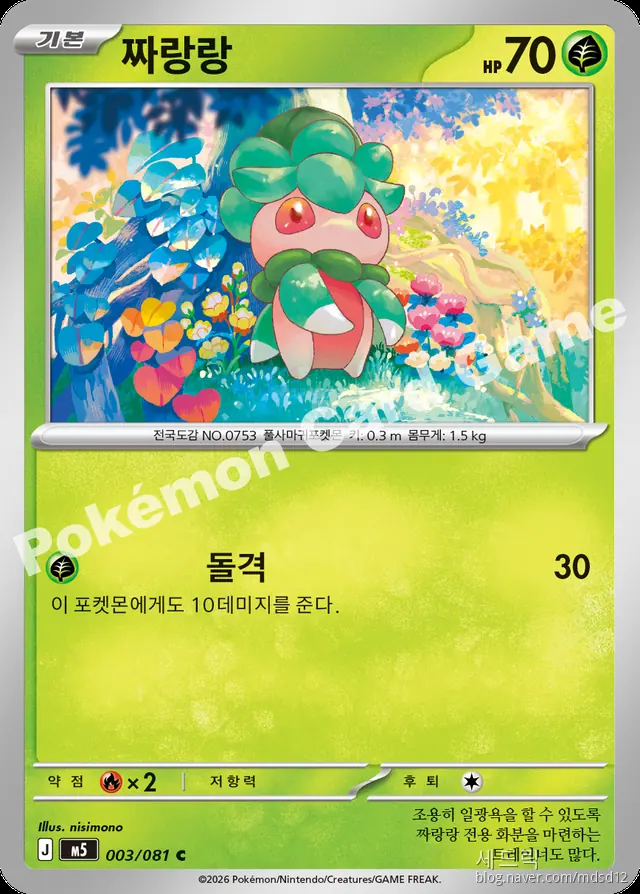 기본 짜랑랑 HP 70
전국도감 NO.0753 풀사마귀포켓몬 키: 0.3 m 몸무게: 1.5 kg
Pokémon Card Game
돌격 30
이 포켓몬에게도 10데미지를 준다.
약점 ×2 저항력 후퇴
조용히 일광욕을 할 수 있도록
짜랑랑 전용 화분을 마련하는
트레이너도 많다.
Illus. nisimono
J m5 003/081 C
세드릭
blog.naver.com/mdsd12
©2026 Pokémon/Nintendo/Creatures/GAME FREAK.